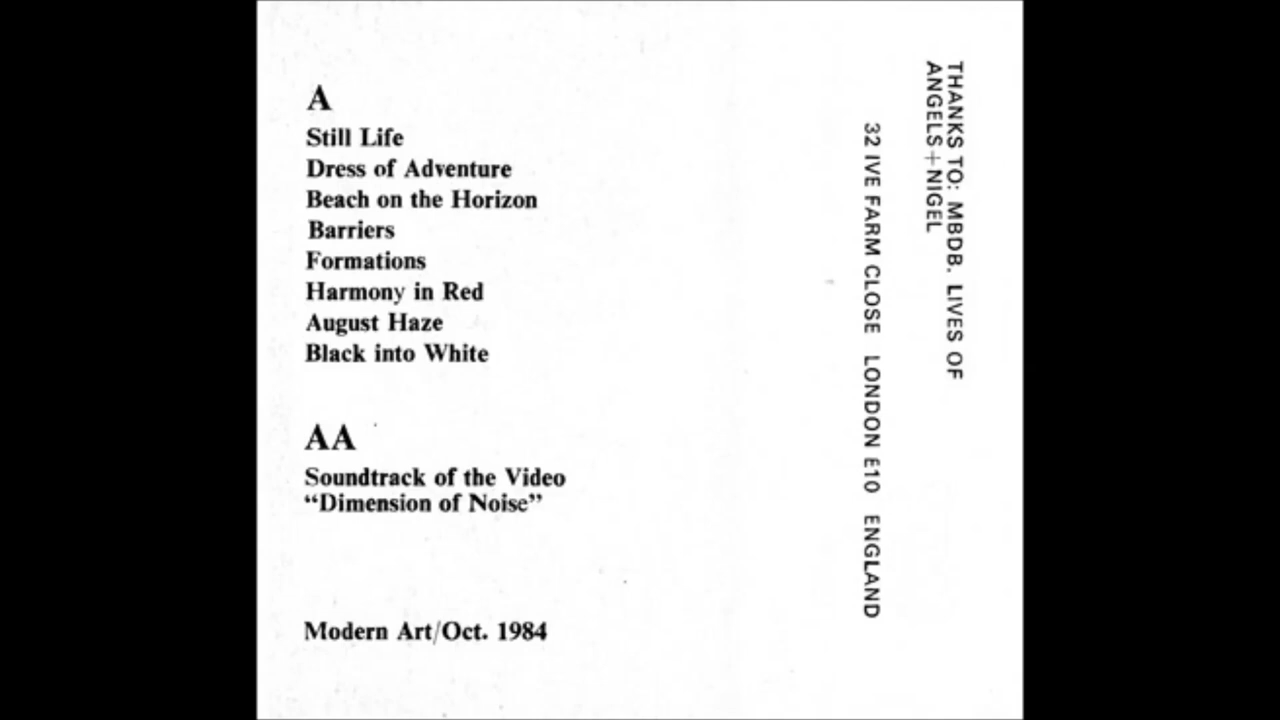 A
Still Life
Dress of Adventure
Beach on the Horizon
Barriers
Formations
Harmony in Red
August Haze
Black into White
AA
Soundtrack of the Video
“Dimension of Noise”
Modern Art/Oct. 1984
THANKS TO: MBDB. LIVES OF
ANGELS+NIGEL
32 IVE FARM CLOSE LONDON E10 ENGLAND